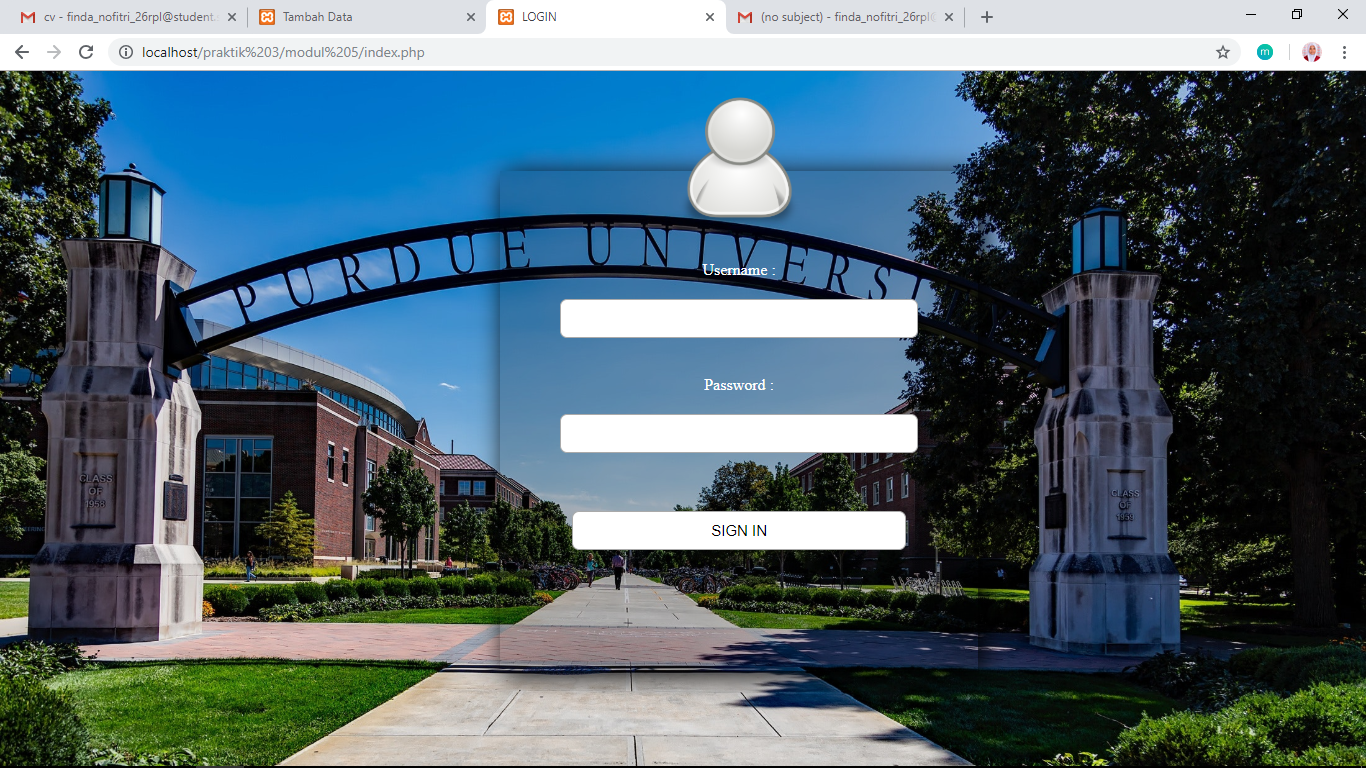 cv - finda_nofitri_26rpl@student.
Tambah Data
LOGIN
(no subject) - finda_nofitri_26rpl@
localhost/praktik%203/modul%205/index.php
m
PURDUE UNIVERSITY
Username :
Password :
SIGN IN
CLASS
OF
1958
CLASS
OF